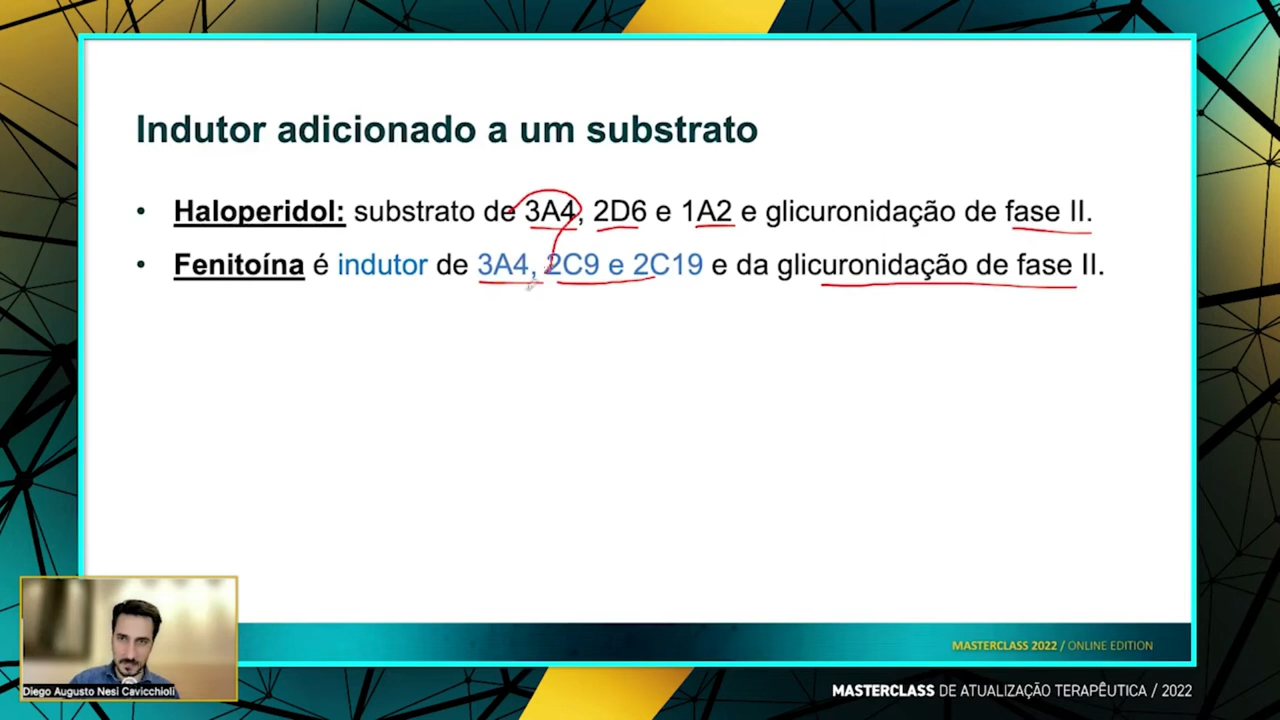 Indutor adicionado a um substrato
• Haloperidol: substrato de 3A4, 2D6 e 1A2 e glicuronidação de fase II.
• Fenitoína é indutor de 3A4, 2C9 e 2C19 e da glicuronidação de fase II.
MASTERCLASS 2022 / ONLINE EDITION
Diego Augusto Nesi Cavicchioli
MASTERCLASS DE ATUALIZAÇÃO TERAPÊUTICA / 2022